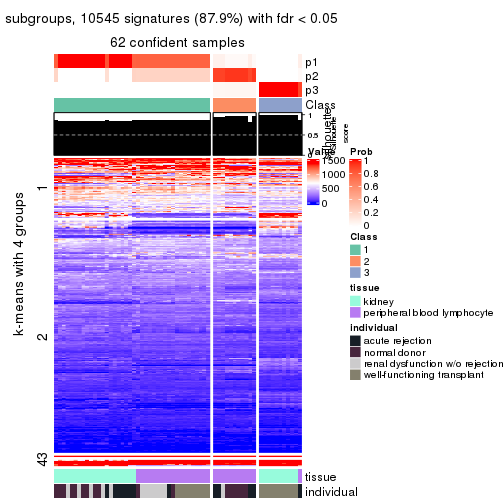 subgroups, 10545 signatures (87.9%) with fdr < 0.05
62 confident samples
p1
p2
p3
Class
1
0.5
silhouette
score
Value
1500
1000
500
0
Prob
1
0.8
0.6
0.4
0.2
0
Class
1
2
3
tissue
kidney
peripheral blood lymphocyte
individual
acute rejection
normal donor
renal dysfunction w/o rejection
well-functioning transplant
k-means with 4 groups
1
2
43
tissue
individual